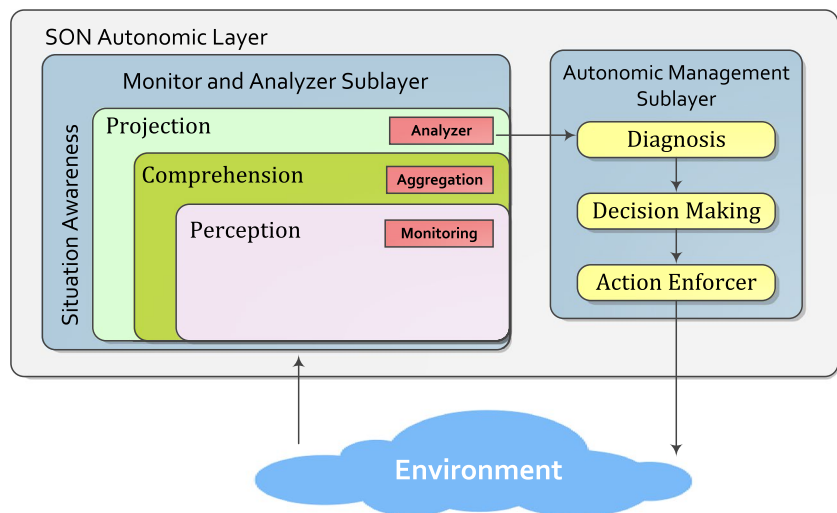 SON Autonomic Layer
Monitor and Analyzer Sublayer
Situation Awareness
Projection
Analyzer
Comprehension
Aggregation
Perception
Monitoring
Autonomic Management
Sublayer
Diagnosis
Decision Making
Action Enforcer
Environment